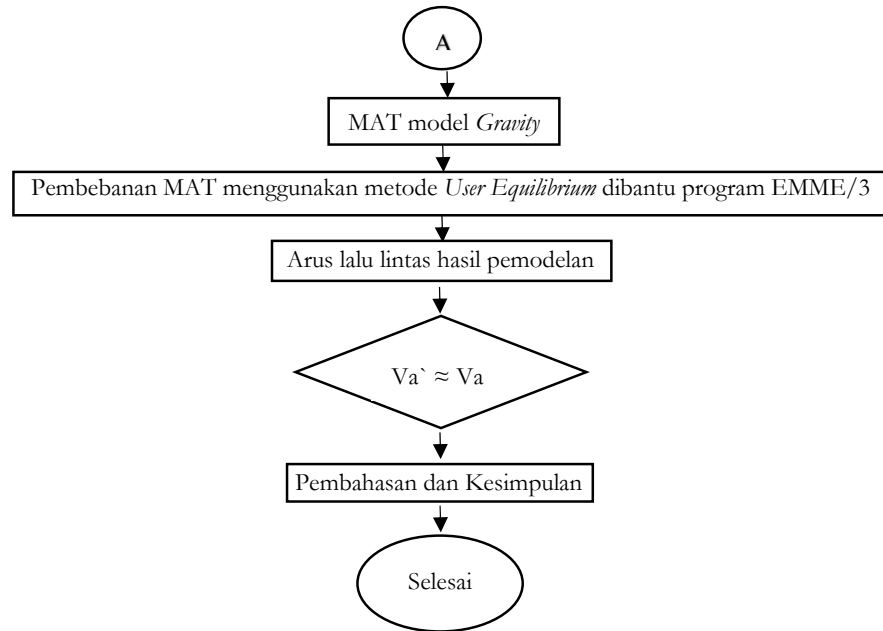 A
MAT model Gravity
Pembebanan MAT menggunakan metode User Equilibrium dibantu program EMME/3
Arus lalu lintas hasil pemodelan
Va` ≈ Va
Pembahasan dan Kesimpulan
Selesai